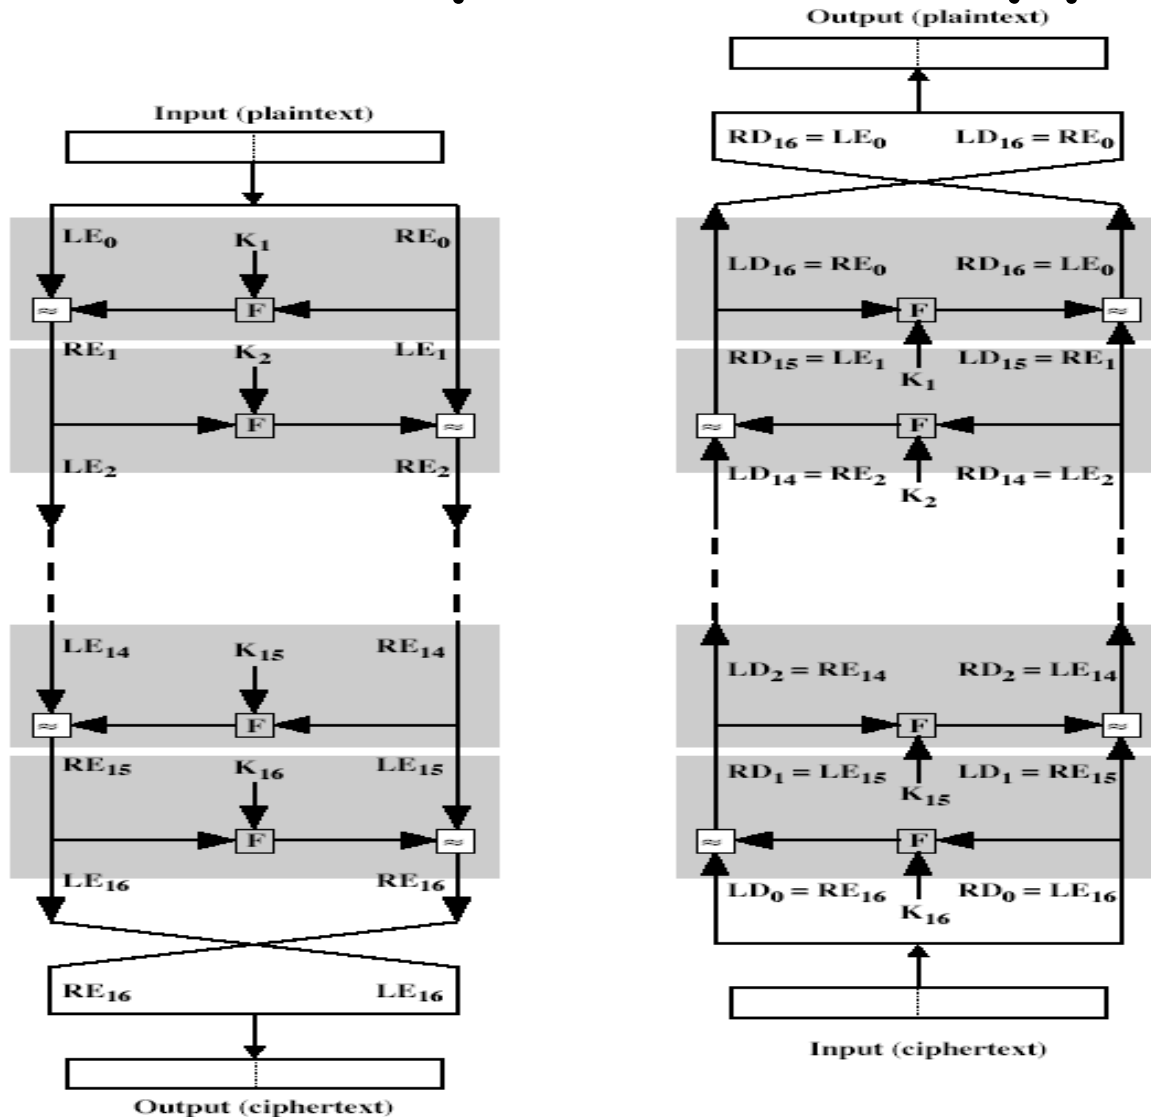 Input (plaintext)
LE₀ K₁ RE₀
≈ F
RE₁ K₂ LE₁
F ≈
LE₂ RE₂
LE₁₄ K₁₅ RE₁₄
≈ F
RE₁₅ K₁₆ LE₁₅
F ≈
LE₁₆ RE₁₆
RE₁₆ LE₁₆
Output (ciphertext)
Output (plaintext)
RD₁₆ = LE₀ LD₁₆ = RE₀
LD₁₆ = RE₀ RD₁₆ = LE₀
F ≈
RD₁₅ = LE₁ K₁ LD₁₅ = RE₁
≈ F
LD₁₄ = RE₂ K₂ RD₁₄ = LE₂
LD₂ = RE₁₄ RD₂ = LE₁₄
F ≈
RD₁ = LE₁₅ K₁₅ LD₁ = RE₁₅
≈ F
LD₀ = RE₁₆ K₁₆ RD₀ = LE₁₆
Input (ciphertext)